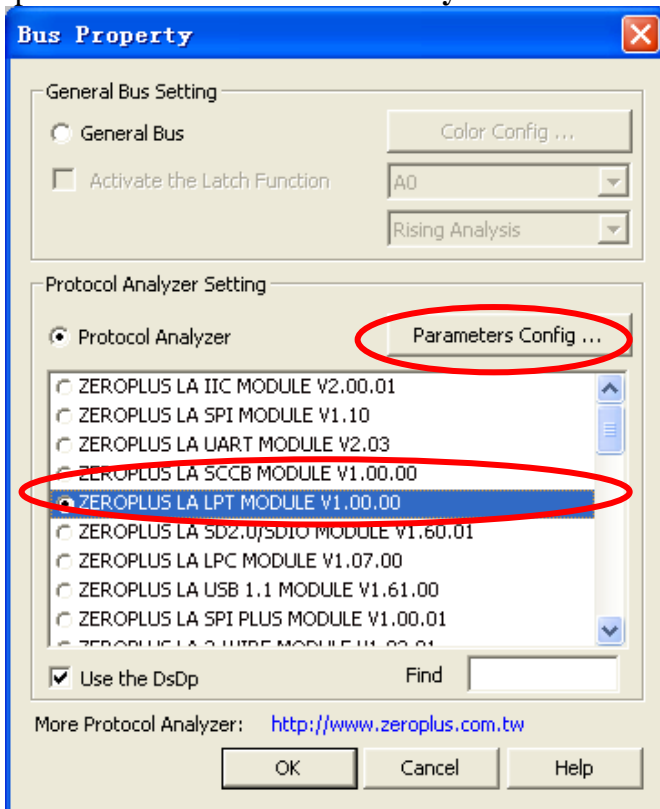 Bus Property
General Bus Setting
General Bus
Color Config ...
Activate the Latch Function
A0
Rising Analysis
Protocol Analyzer Setting
Protocol Analyzer
Parameters Config ...
ZEROPLUS LA IIC MODULE V2.00.01
ZEROPLUS LA SPI MODULE V1.10
ZEROPLUS LA UART MODULE V2.03
ZEROPLUS LA SCCB MODULE V1.00.00
ZEROPLUS LA LPT MODULE V1.00.00
ZEROPLUS LA SD2.0/SDIO MODULE V1.60.01
ZEROPLUS LA LPC MODULE V1.07.00
ZEROPLUS LA USB 1.1 MODULE V1.61.00
ZEROPLUS LA SPI PLUS MODULE V1.00.01
Use the DsDp
Find
More Protocol Analyzer: http://www.zeroplus.com.tw
OK
Cancel
Help